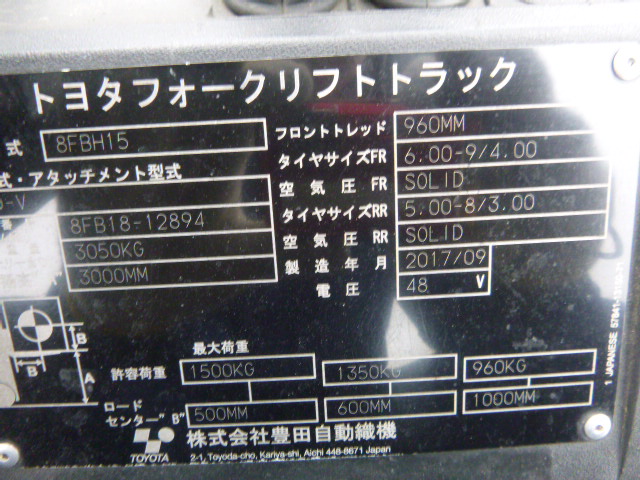 トヨタフォークリフトトラック
式 8FBH15 フロントトレッド 960MM
タイヤサイズFR 6.00-9/4.00
式・アタッチメント型式 空気圧 FR SOLID
-V タイヤサイズRR 5.00-8/3.00
番 8FB18-12894 空気圧 RR SOLID
3050KG 製造年月 2017/09
3000MM 電圧 48 V
B
B A
最大荷重
許容荷重 1500KG 1350KG 960KG
ロードセンター"B" 500MM 600MM 1000MM
TOYOTA 株式会社豊田自動織機
2-1, Toyoda-cho, Kariya-shi, Aichi 448-8671 Japan
1 JAPANESE